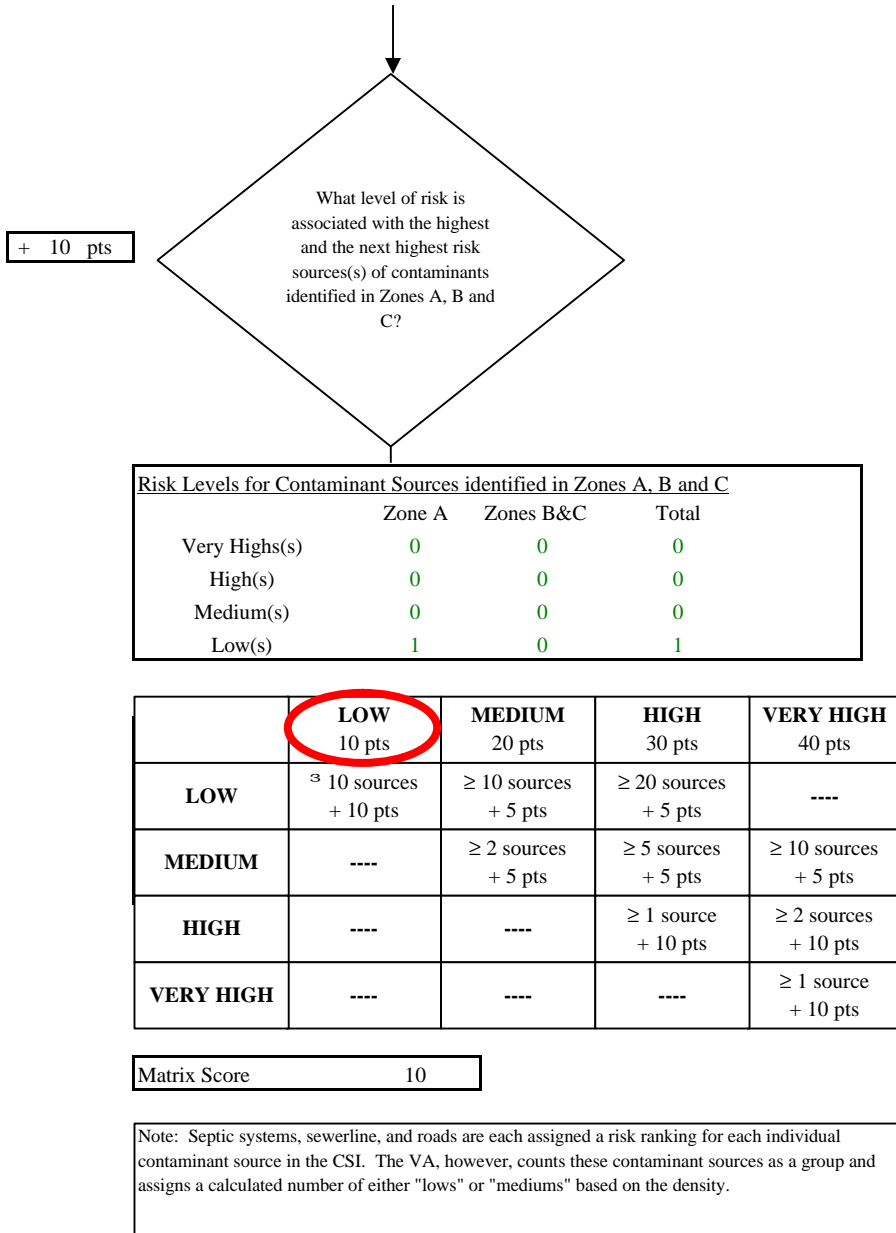 What level of risk is
associated with the highest
and the next highest risk
sources(s) of contaminants
identified in Zones A, B and
C?
+ 10 pts
Risk Levels for Contaminant Sources identified in Zones A, B and C
Zone A Zones B&C Total
Very Highs(s) 0 0 0
High(s) 0 0 0
Medium(s) 0 0 0
Low(s) 1 0 1
LOW MEDIUM HIGH VERY HIGH
10 pts 20 pts 30 pts 40 pts
LOW ³ 10 sources ≥ 10 sources ≥ 20 sources ----
+ 10 pts + 5 pts + 5 pts
MEDIUM ---- ≥ 2 sources ≥ 5 sources ≥ 10 sources
+ 5 pts + 5 pts + 5 pts
HIGH ---- ---- ≥ 1 source ≥ 2 sources
+ 10 pts + 10 pts
VERY HIGH ---- ---- ---- ≥ 1 source
+ 10 pts
Matrix Score 10
Note: Septic systems, sewerline, and roads are each assigned a risk ranking for each individual
contaminant source in the CSI. The VA, however, counts these contaminant sources as a group and
assigns a calculated number of either "lows" or "mediums" based on the density.